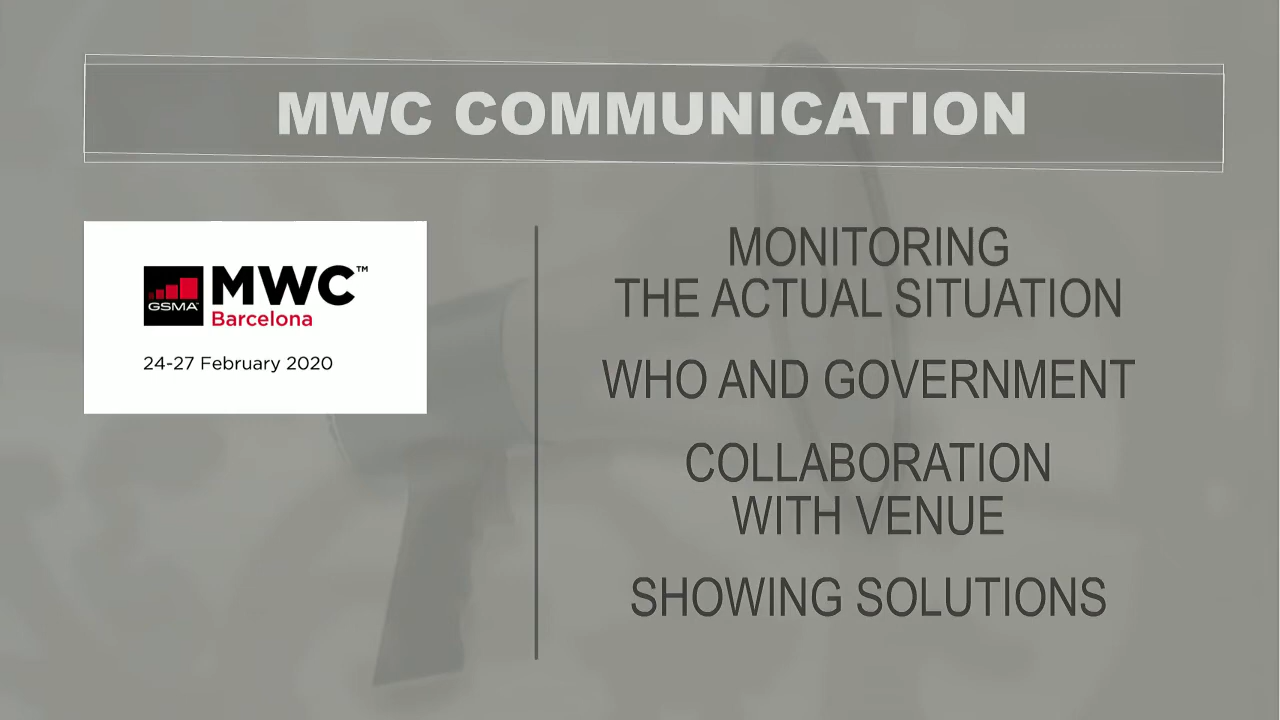 MWC COMMUNICATION
GSMA™
MWC™
Barcelona
24-27 February 2020
MONITORING
THE ACTUAL SITUATION
WHO AND GOVERNMENT
COLLABORATION
WITH VENUE
SHOWING SOLUTIONS